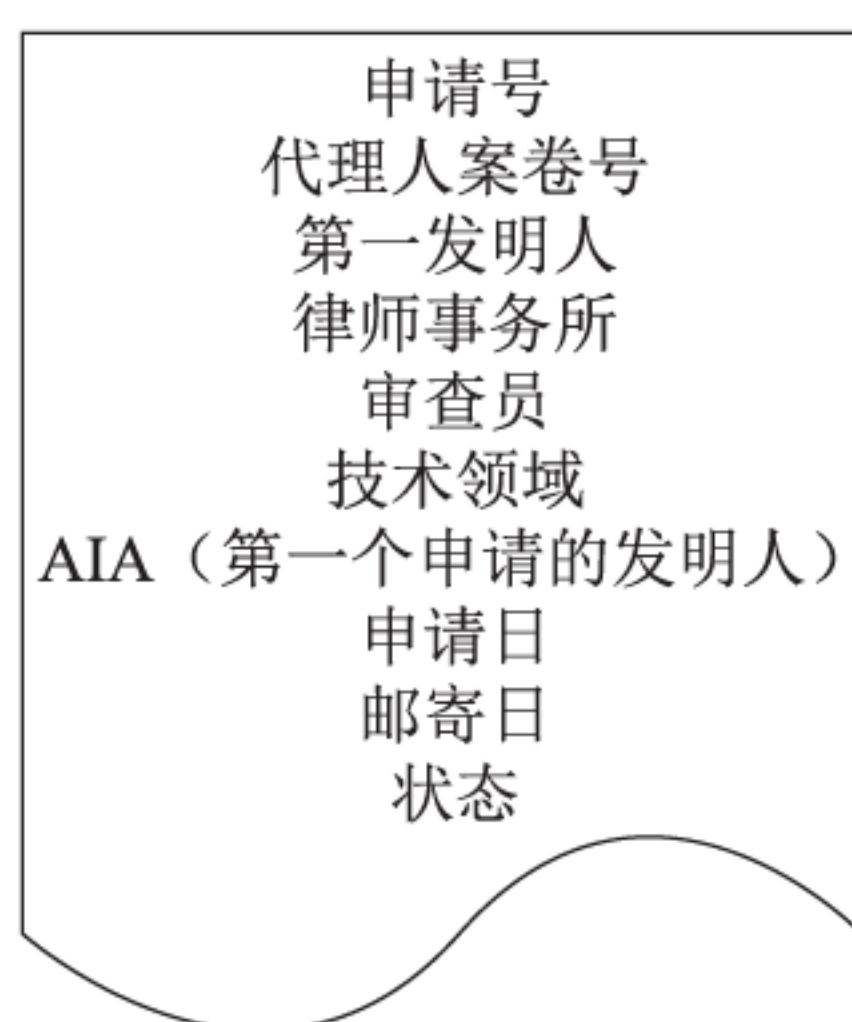 申请号
代理人案卷号
第一发明人
律师事务所
审查员
技术领域
AIA（第一个申请的发明人）
申请日
邮寄日
状态